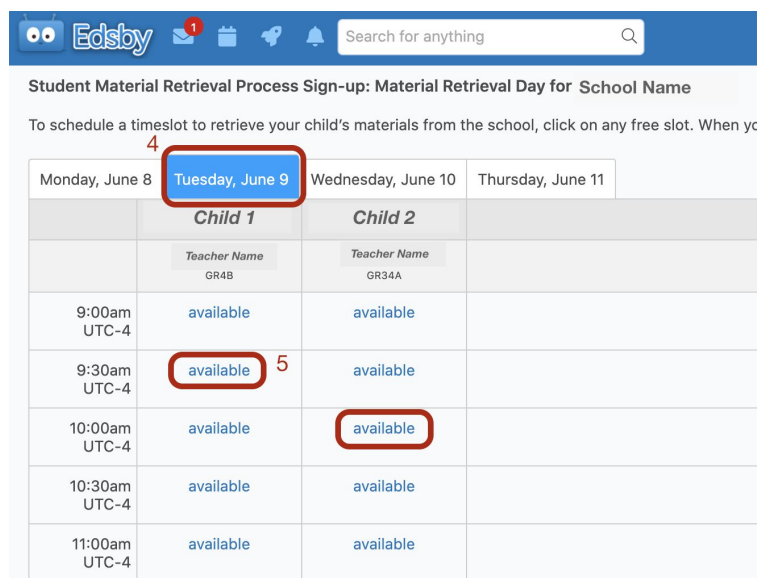 Edsby 1 Search for anything
Student Material Retrieval Process Sign-up: Material Retrieval Day for School Name
To schedule a timeslot to retrieve your child's materials from the school, click on any free slot. When
4
Monday, June 8 Tuesday, June 9 Wednesday, June 10 Thursday, June 11
Child 1 Child 2
Teacher Name Teacher Name
GR4B GR34A
9:00am available available
UTC-4
9:30am available 5 available
UTC-4
10:00am available available
UTC-4
10:30am available available
UTC-4
11:00am available available
UTC-4